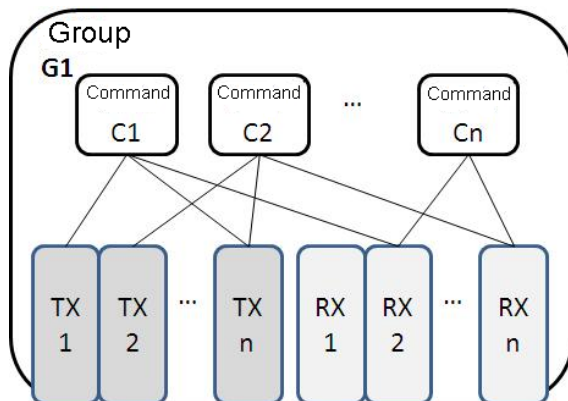 Group
G1
Command Command ... Command
C1 C2 Cn
TX TX ... TX RX RX ... RX
1 2 n 1 2 n